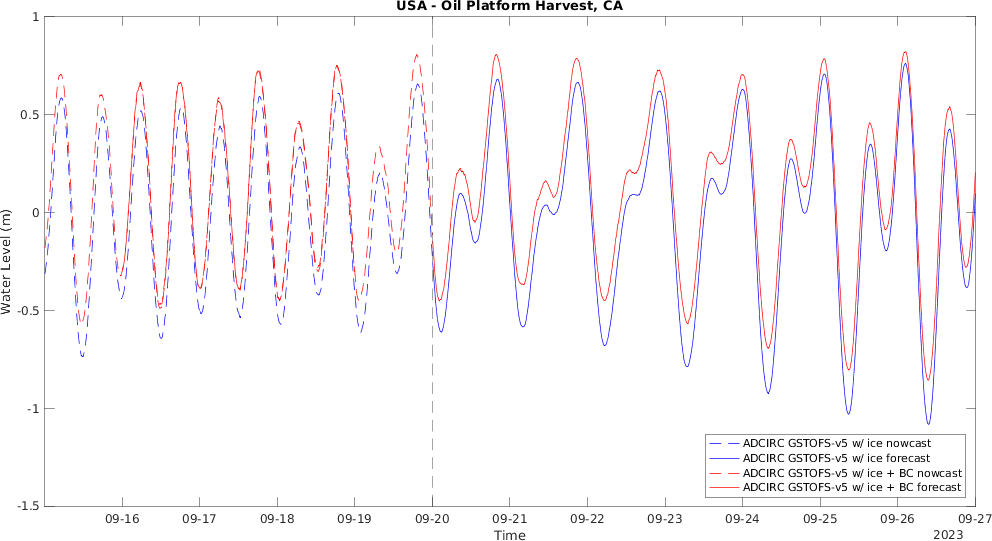 USA - Oil Platform Harvest, CA
1
0.5
0
-0.5
-1
-1.5
Water Level (m)
ADCIRC GSTOFS-v5 w/ ice nowcast
ADCIRC GSTOFS-v5 w/ ice forecast
ADCIRC GSTOFS-v5 w/ ice + BC nowcast
ADCIRC GSTOFS-v5 w/ ice + BC forecast
09-16 09-17 09-18 09-19 09-20 09-21 09-22 09-23 09-24 09-25 09-26 09-27
Time
2023